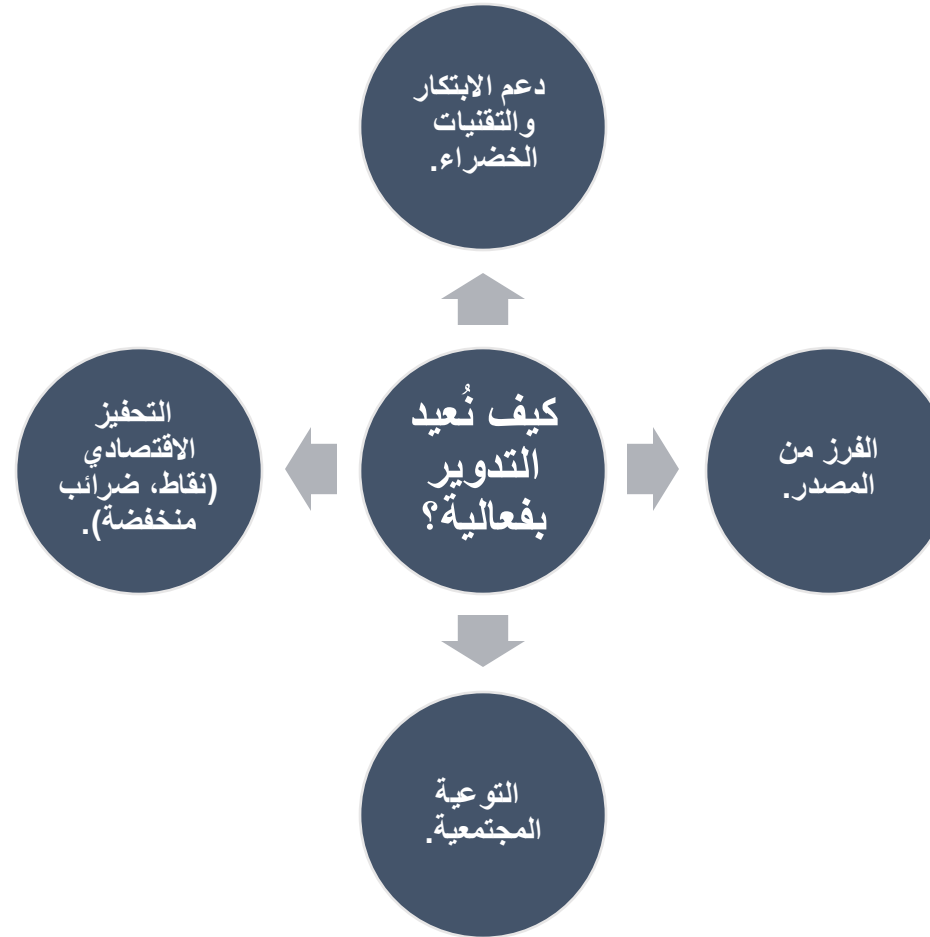 دعم الابتكار
والتقنيات
الخضراء.
كيف نُعيد
التدوير
بفعالية؟
الفرز من
المصدر.
التحفيز
الاقتصادي
(نقاط، ضرائب
منخفضة).
التوعية
المجتمعية.